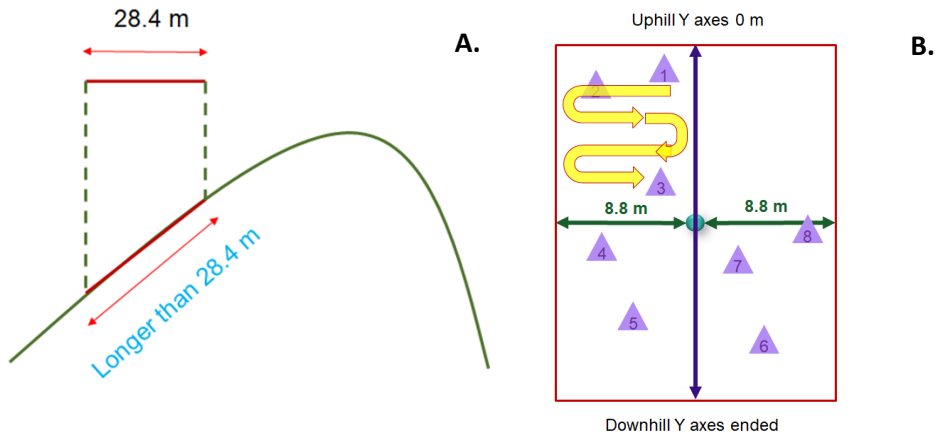 28.4 m
A.
Longer than 28.4 m
Uphill Y axes 0 m
B.
1
2
3
8.8 m
8.8 m
8
4
7
5
6
Downhill Y axes ended